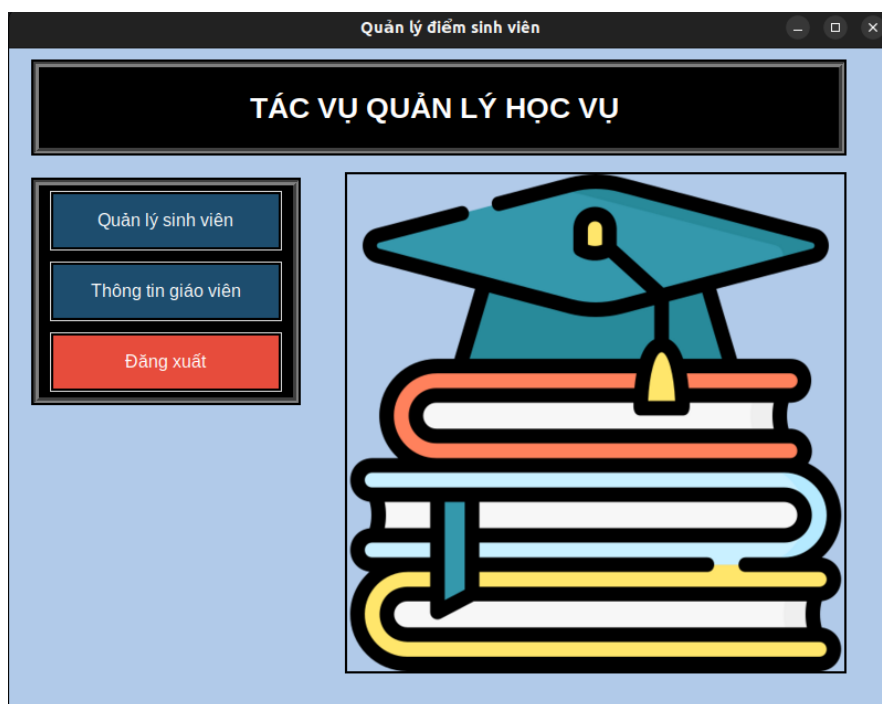 Quản lý điểm sinh viên
TÁC VỤ QUẢN LÝ HỌC VỤ
Quản lý sinh viên
Thông tin giáo viên
Đăng xuất